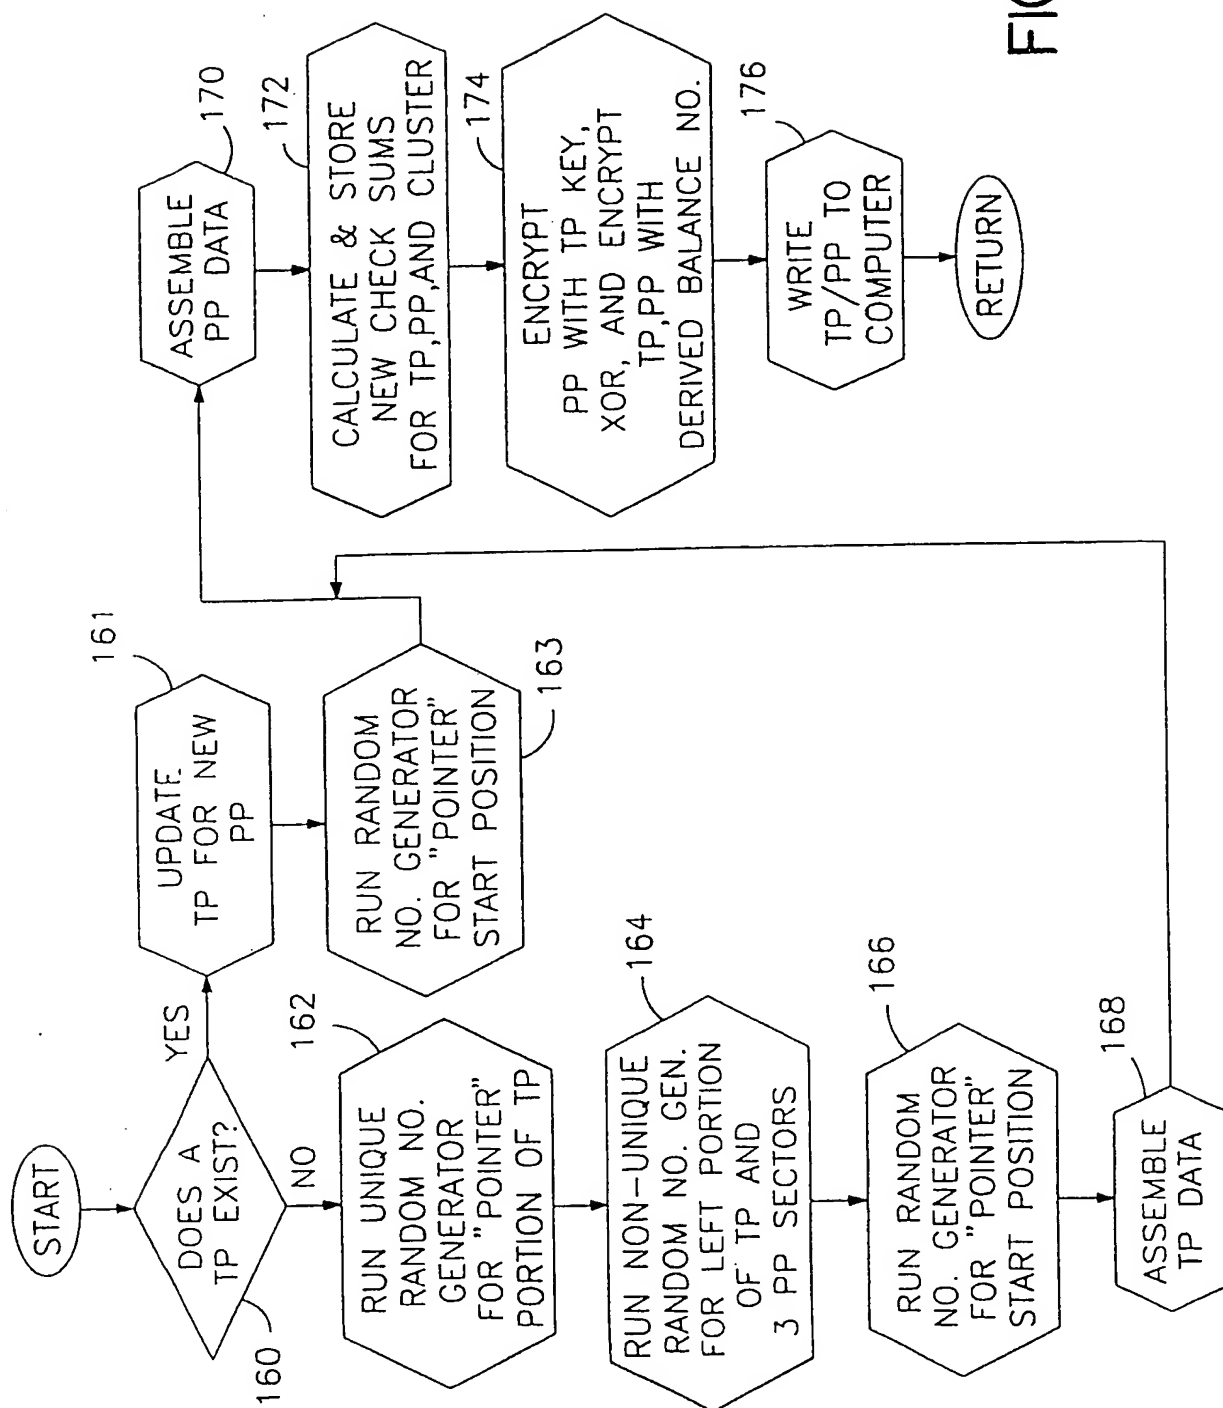 START
DOES A
TP EXIST?
160
YES
NO
UPDATE
TP FOR NEW
PP
161
RUN RANDOM
NO. GENERATOR
FOR "POINTER"
START POSITION
163
RUN UNIQUE
RANDOM NO.
GENERATOR
FOR "POINTER"
PORTION OF TP
162
RUN NON-UNIQUE
RANDOM NO. GEN.
FOR LEFT PORTION
OF TP AND
3 PP SECTORS
164
RUN RANDOM
NO. GENERATOR
FOR "POINTER"
START POSITION
166
ASSEMBLE
TP DATA
168
ASSEMBLE
PP DATA
170
CALCULATE & STORE
NEW CHECK SUMS
FOR TP,PP,AND CLUSTER
172
ENCRYPT
PP WITH TP KEY,
XOR, AND ENCRYPT
TP,PP WITH
DERIVED BALANCE NO.
174
WRITE
TP/PP TO
COMPUTER
176
RETURN